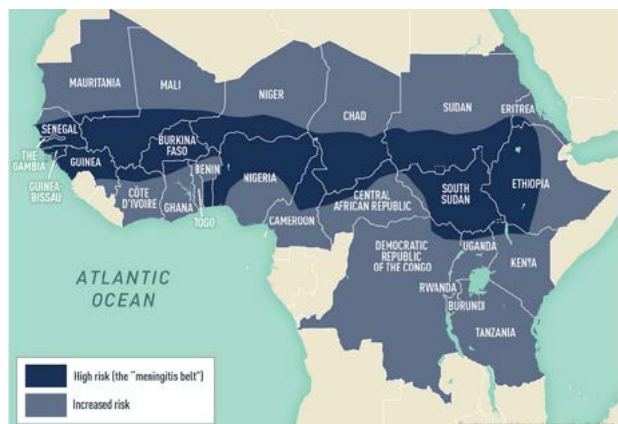 MAURITANIA
MALI
NIGER
CHAD
SUDAN
ERITREA
SENEGAL
THE
GAMBIA
GUINEA-
BISSAU
GUINEA
BURKINA
FASO
BENIN
NIGERIA
CÔTE
D'IVOIRE
GHANA
TOGO
CAMEROON
CENTRAL
AFRICAN REPUBLIC
SOUTH
SUDAN
ETHIOPIA
DEMOCRATIC
REPUBLIC
OF THE CONGO
UGANDA
KENYA
RWANDA
BURUNDI
TANZANIA
ATLANTIC
OCEAN
High risk (the "meningitis belt")
Increased risk